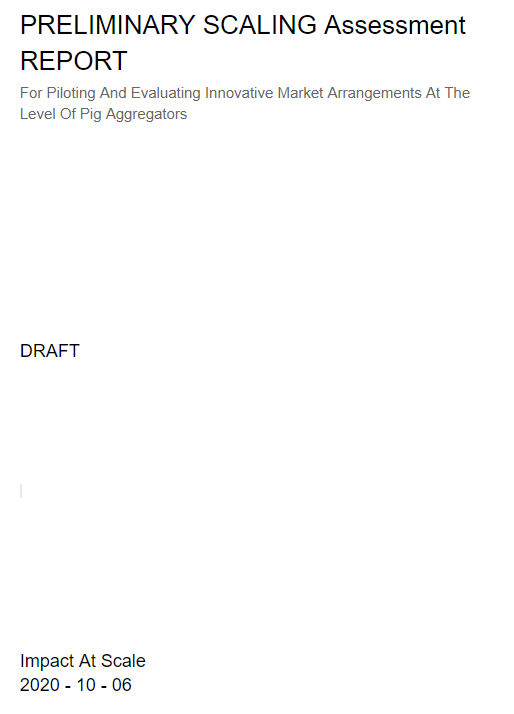 PRELIMINARY SCALING Assessment
REPORT
For Piloting And Evaluating Innovative Market Arrangements At The
Level Of Pig Aggregators
DRAFT
Impact At Scale
2020 - 10 - 06